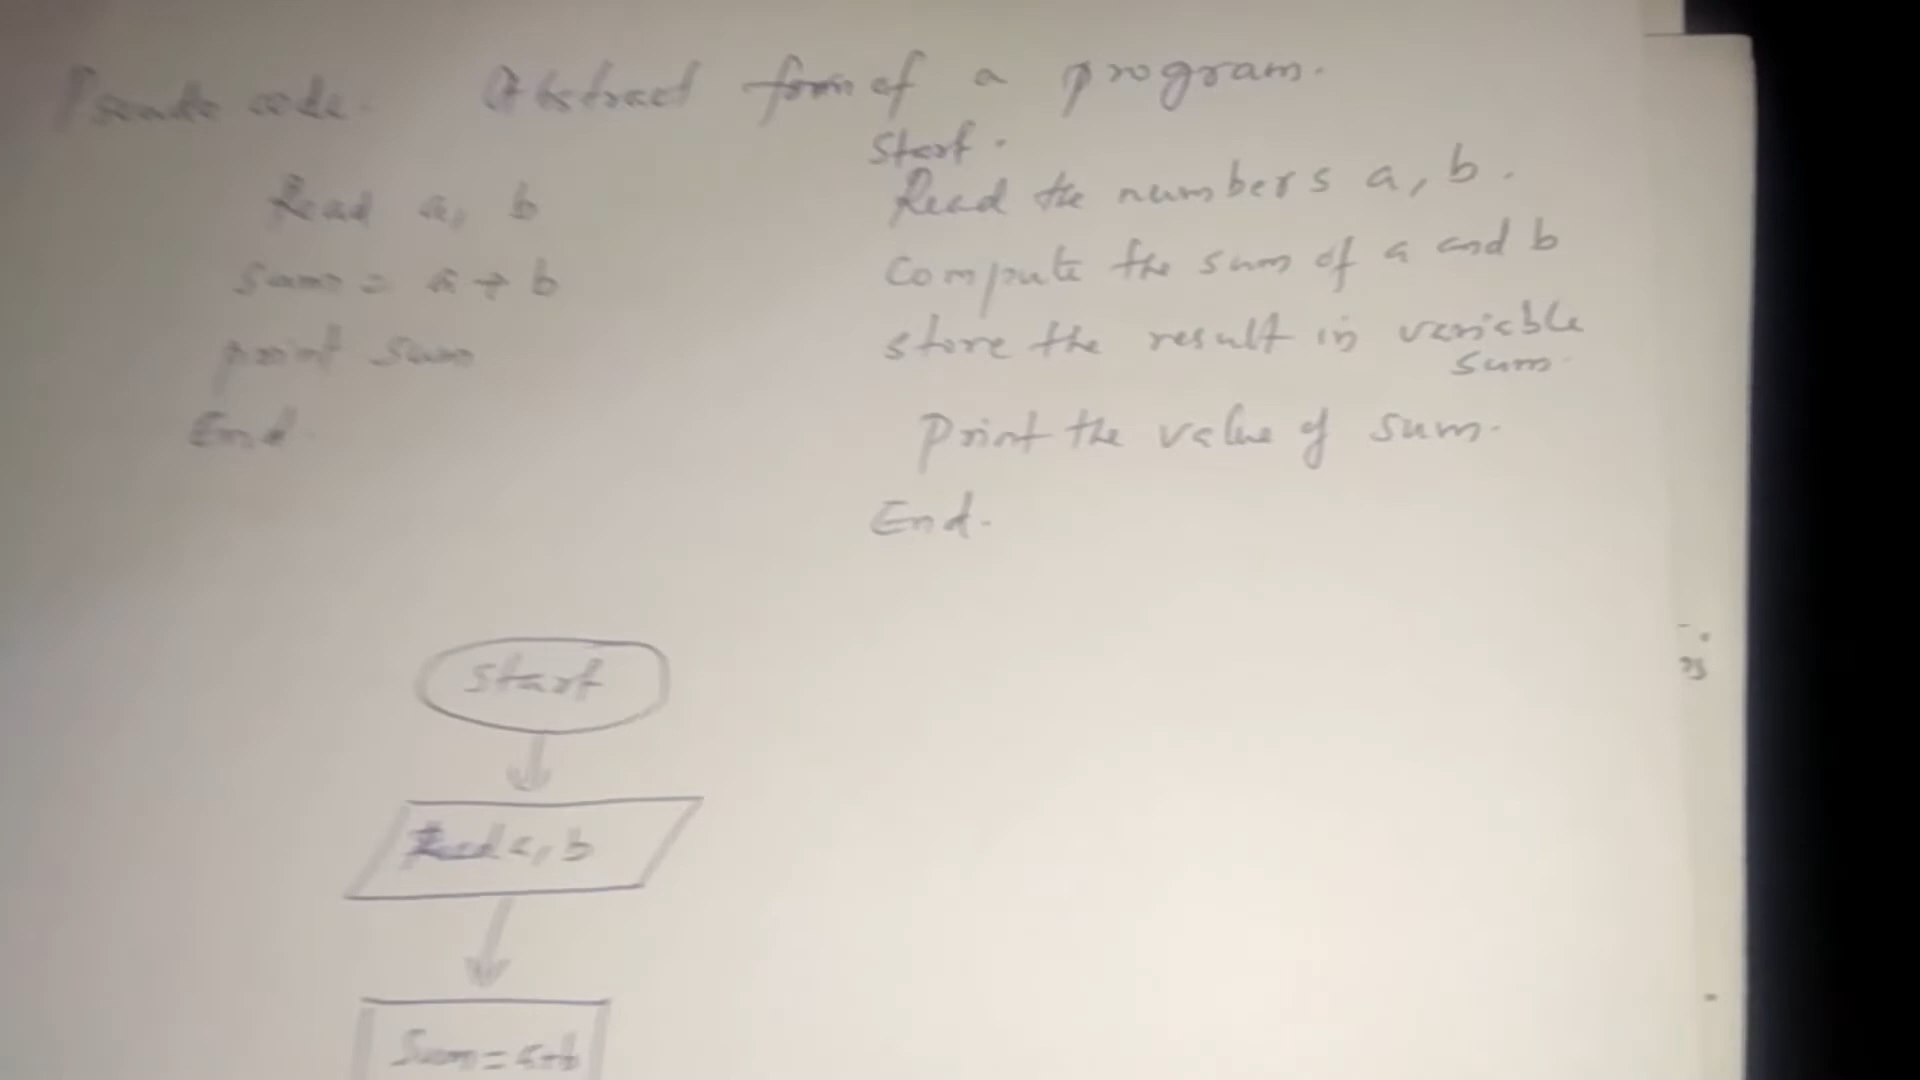 Pseudo code. Abstract form of a program.
Read a, b
sum = a + b
print sum
End.
Start.
Read the numbers a, b.
Compute the sum of a and b
store the result in variable
sum.
Print the value of sum.
End.
start
Read a, b
Sum = a+b